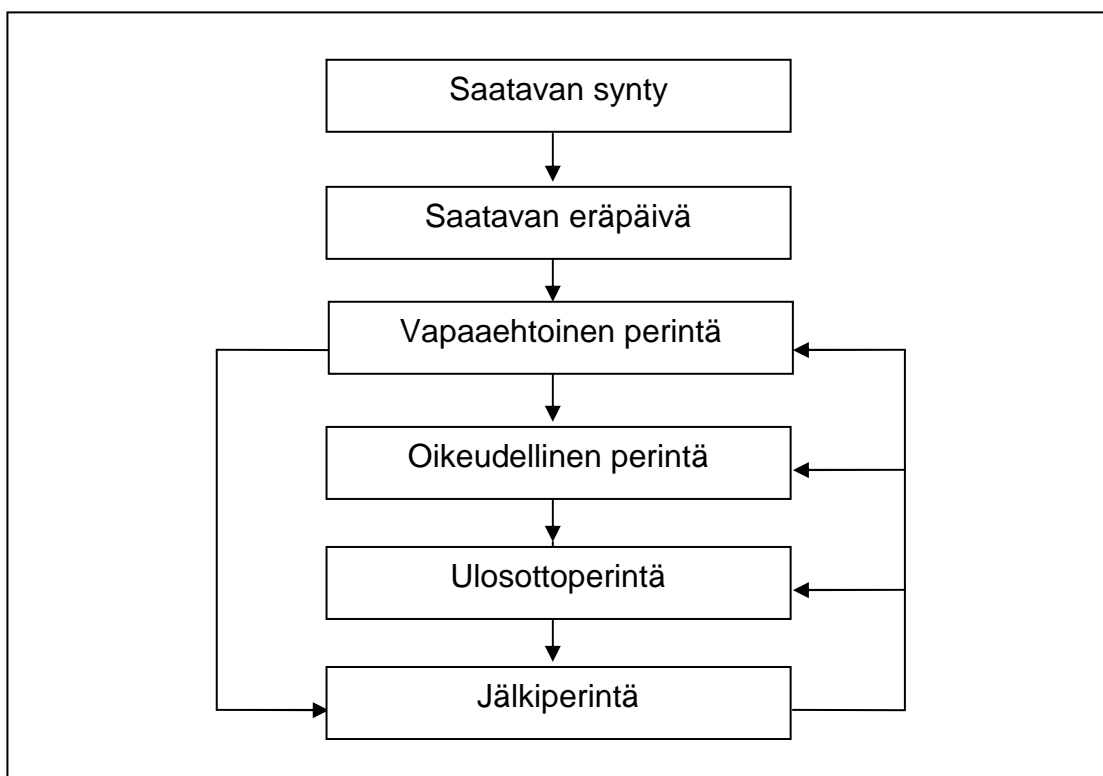 Saatavan synty
Saatavan eräpäivä
Vapaaehtoinen perintä
Oikeudellinen perintä
Ulosottoperintä
Jälkiperintä